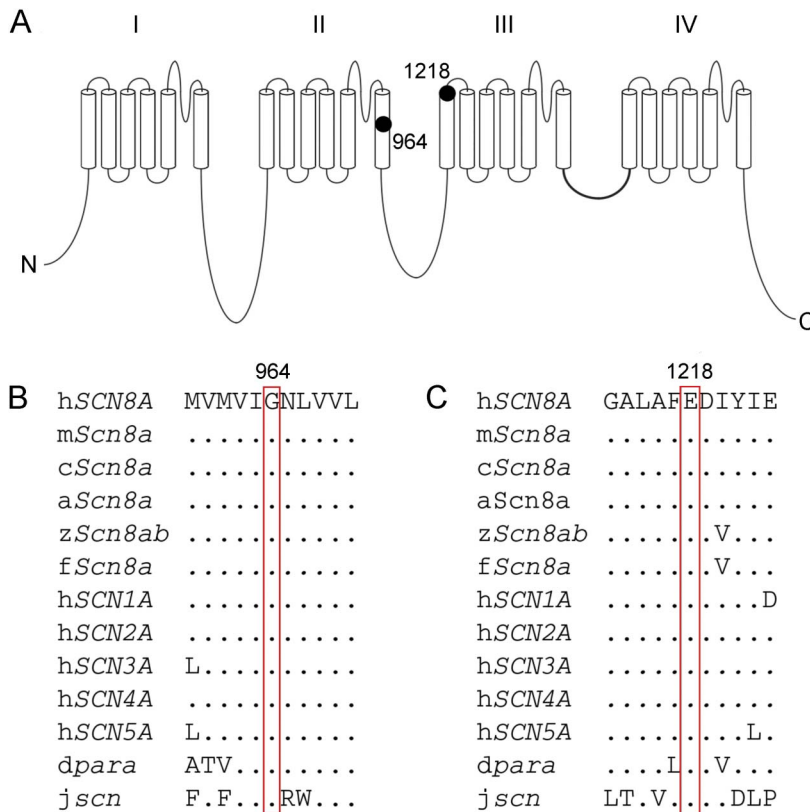 A
I II III IV
1218
964
N
C
B
964
hSCN8A MVMVIGNLVVL
mScn8a ...........
cScn8a ...........
aScn8a ...........
zScn8ab ...........
fScn8a ...........
hSCN1A ...........
hSCN2A ...........
hSCN3A L..........
hSCN4A ...........
hSCN5A L..........
dpara ATV........
jscn F.F...RW...
C
1218
hSCN8A GALAFEDIYIE
mScn8a ...........
cScn8a ...........
aScn8a ...........
zScn8ab .......V...
fScn8a .......V...
hSCN1A ..........D
hSCN2A ...........
hSCN3A ...........
hSCN4A ...........
hSCN5A .........L.
dpara ....L..V...
jscn LT.V....DLP